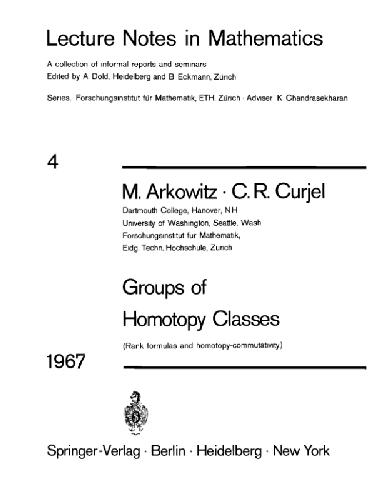 Lecture Notes in Mathematics
A collection of informal reports and seminars
Edited by A. Dold, Heidelberg and B. Eckmann, Zürich
Series: Forschungsinstitut für Mathematik, ETH, Zürich · Adviser: K. Chandrasekharan
4
M. Arkowitz · C. R. Curjel
Dartmouth College, Hanover, N.H.
University of Washington, Seattle, Wash.
Forschungsinstitut für Mathematik,
Eidg. Techn. Hochschule, Zürich
Groups of
Homotopy Classes
(Rank formulas and homotopy-commutativity)
1967
Springer-Verlag · Berlin · Heidelberg · New York